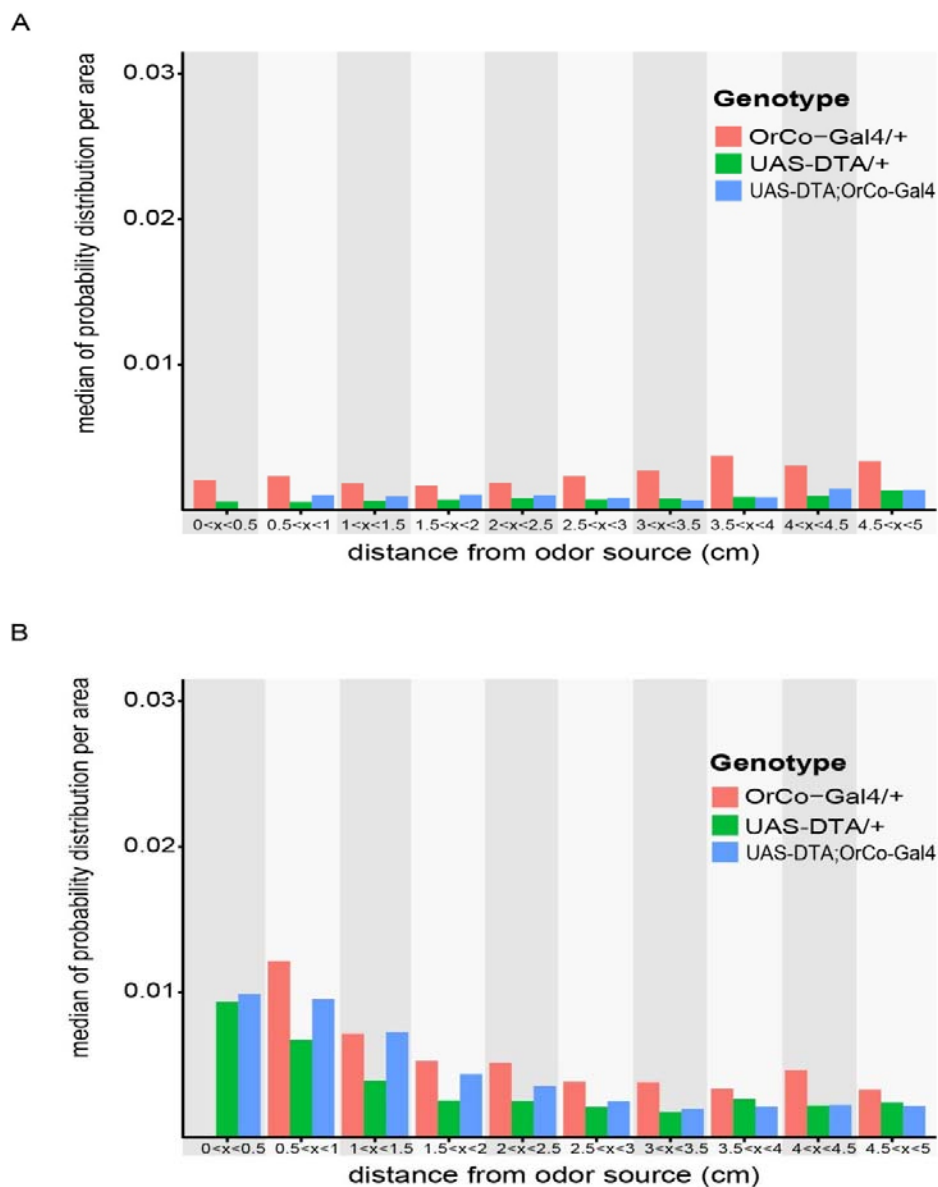 A
median of probability distribution per area
0.03
0.02
0.01
Genotype
OrCo−Gal4/+
UAS-DTA/+
UAS-DTA;OrCo-Gal4
0<x<0.5 0.5<x<1 1<x<1.5 1.5<x<2 2<x<2.5 2.5<x<3 3<x<3.5 3.5<x<4 4<x<4.5 4.5<x<5
distance from odor source (cm)
B
median of probability distribution per area
0.03
0.02
0.01
0.00
Genotype
OrCo−Gal4/+
UAS-DTA/+
UAS-DTA;OrCo-Gal4
0<x<0.5 0.5<x<1 1<x<1.5 1.5<x<2 2<x<2.5 2.5<x<3 3<x<3.5 3.5<x<4 4<x<4.5 4.5<x<5
distance from odor source (cm)